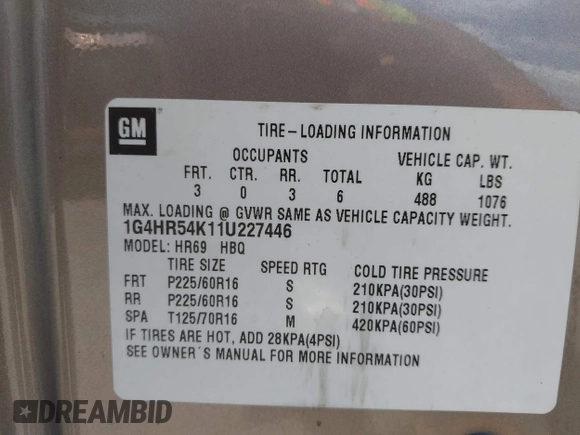 GM
TIRE-LOADING INFORMATION
OCCUPANTS VEHICLE CAP. WT.
FRT. CTR. RR. TOTAL KG LBS
3 0 3 6 488 1076
MAX. LOADING @ GVWR SAME AS VEHICLE CAPACITY WEIGHT.
1G4HR54K11U227446
MODEL: HR69 HBQ
TIRE SIZE SPEED RTG COLD TIRE PRESSURE
FRT P225/60R16 S 210KPA(30PSI)
RR P225/60R16 S 210KPA(30PSI)
SPA T125/70R16 M 420KPA(60PSI)
IF TIRES ARE HOT, ADD 28KPA(4PSI)
SEE OWNER´S MANUAL FOR MORE INFORMATION
DREAMBID